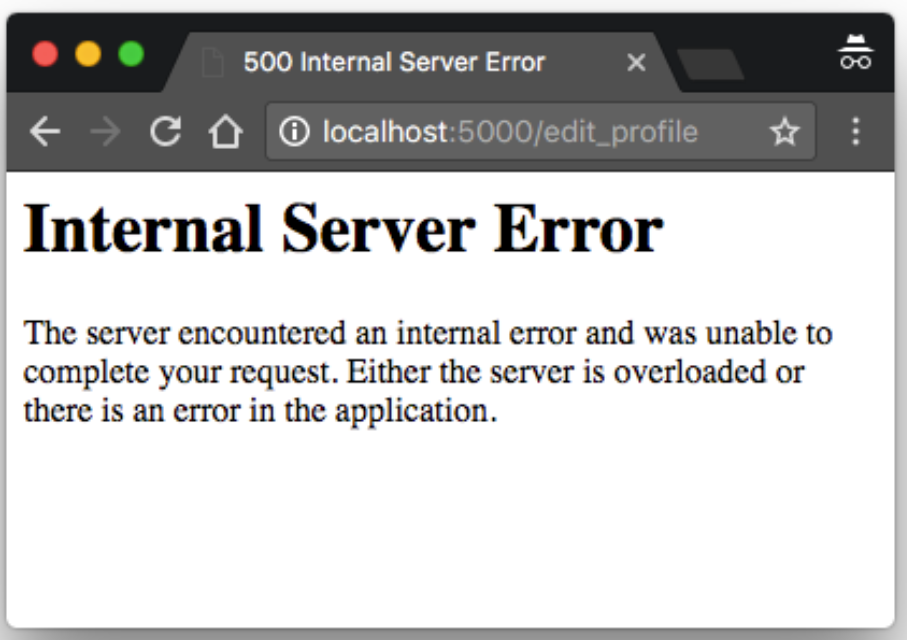 500 Internal Server Error
localhost:5000/edit_profile
Internal Server Error
The server encountered an internal error and was unable to
complete your request. Either the server is overloaded or
there is an error in the application.